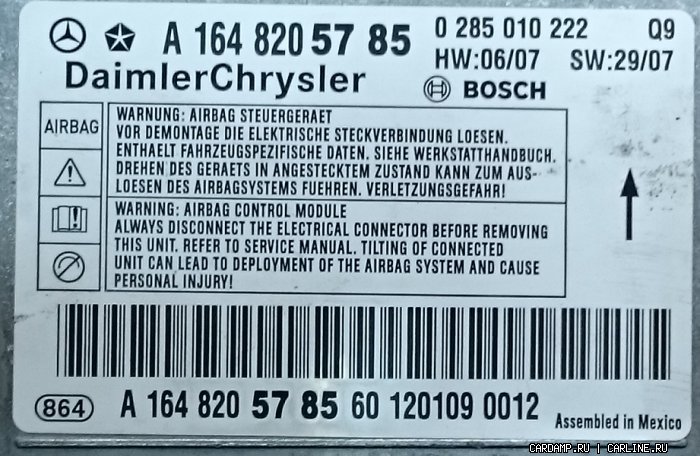 A 164 820 57 85 0 285 010 222 Q9
HW:06/07 SW:29/07
DaimlerChrysler BOSCH
AIRBAG
WARNUNG: AIRBAG STEUERGERAET
VOR DEMONTAGE DIE ELEKTRISCHE STECKVERBINDUNG LOESEN.
ENTHAELT FAHRZEUGSPEZIFISCHE DATEN. SIEHE WERKSTATTHANDBUCH.
DREHEN DES GERAETS IN ANGESTECKTEM ZUSTAND KANN ZUM AUS-
LOESEN DES AIRBAGSYSTEMS FUEHREN. VERLETZUNGSGEFAHR!
WARNING: AIRBAG CONTROL MODULE
ALWAYS DISCONNECT THE ELECTRICAL CONNECTOR BEFORE REMOVING
THIS UNIT. REFER TO SERVICE MANUAL. TILTING OF CONNECTED
UNIT CAN LEAD TO DEPLOYMENT OF THE AIRBAG SYSTEM AND CAUSE
PERSONAL INJURY!
864 A 164 820 57 85 60 120109 0012
Assembled in Mexico
CARDAMP.RU | CARLINE.RU